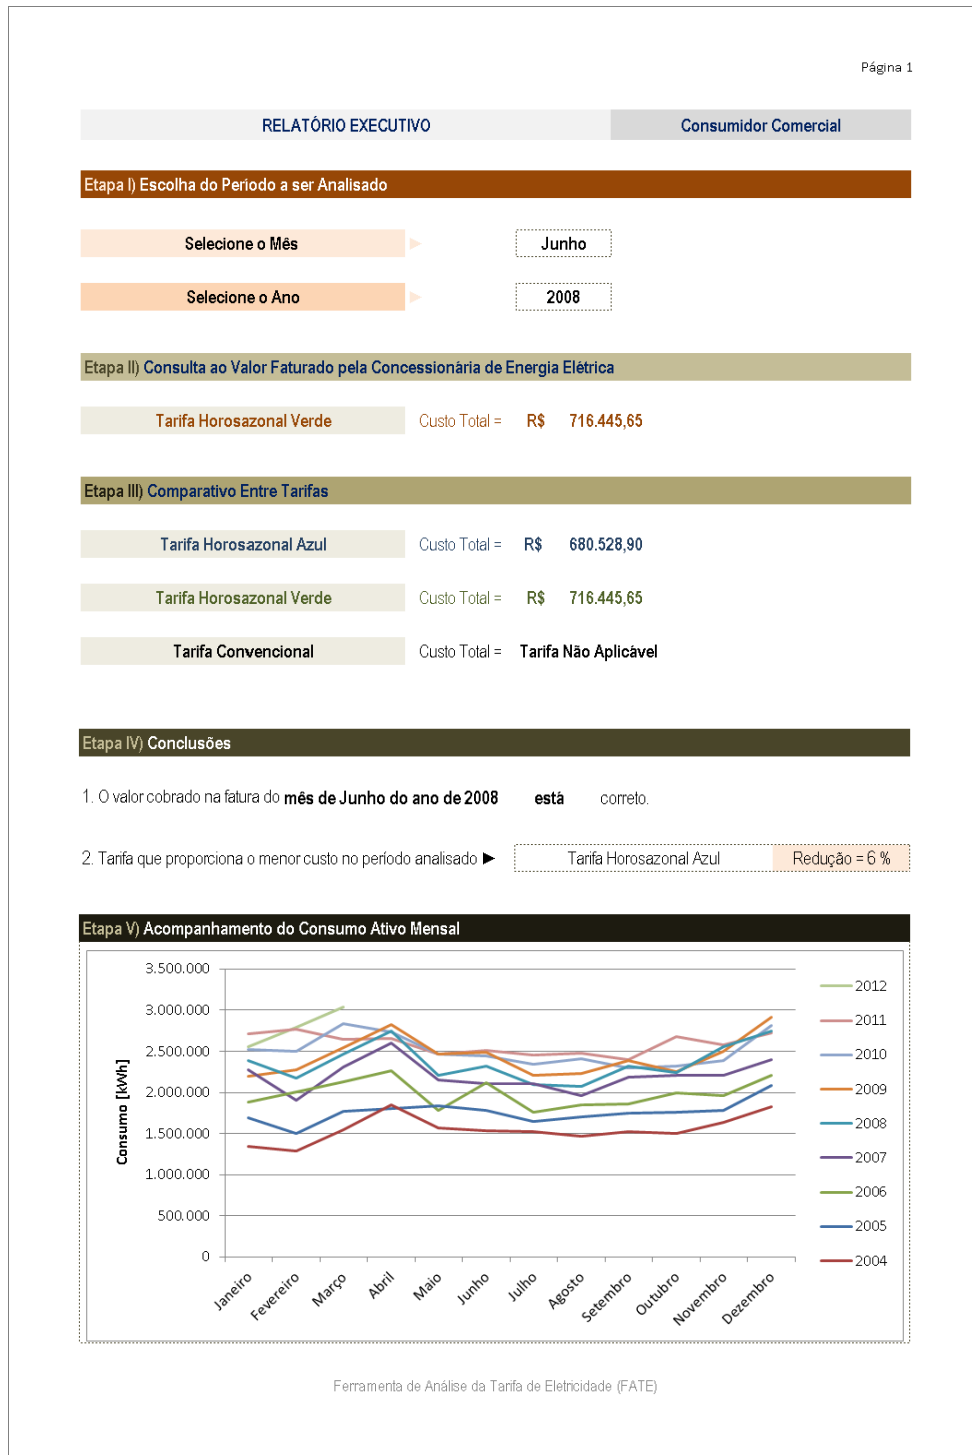 Página 1
RELATÓRIO EXECUTIVO Consumidor Comercial
Etapa I) Escolha do Período a ser Analisado
Selecione o Mês ► Junho
Selecione o Ano ► 2008
Etapa II) Consulta ao Valor Faturado pela Concessionária de Energia Elétrica
Tarifa Horosazonal Verde Custo Total = R$ 716.445,65
Etapa III) Comparativo Entre Tarifas
Tarifa Horosazonal Azul Custo Total = R$ 680.528,90
Tarifa Horosazonal Verde Custo Total = R$ 716.445,65
Tarifa Convencional Custo Total = Tarifa Não Aplicável
Etapa IV) Conclusões
1. O valor cobrado na fatura do mês de Junho do ano de 2008 está correto.
2. Tarifa que proporciona o menor custo no período analisado ► Tarifa Horosazonal Azul Redução = 6 %
Etapa V) Acompanhamento do Consumo Ativo Mensal
Consumo [kWh]
3.500.000
3.000.000
2.500.000
2.000.000
1.500.000
1.000.000
500.000
0
Janeiro
Fevereiro
Março
Abril
Maio
Junho
Julho
Agosto
Setembro
Outubro
Novembro
Dezembro
2012
2011
2010
2009
2008
2007
2006
2005
2004
Ferramenta de Análise da Tarifa de Eletricidade (FATE)